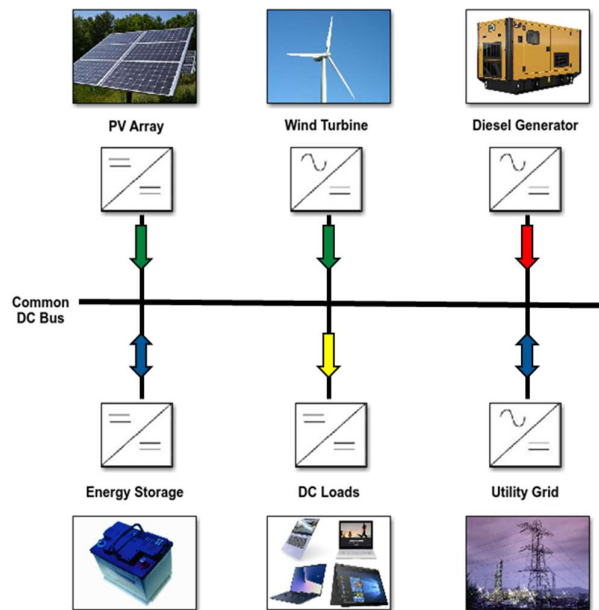 PV Array
Wind Turbine
Diesel Generator
Common
DC Bus
Energy Storage
DC Loads
Utility Grid